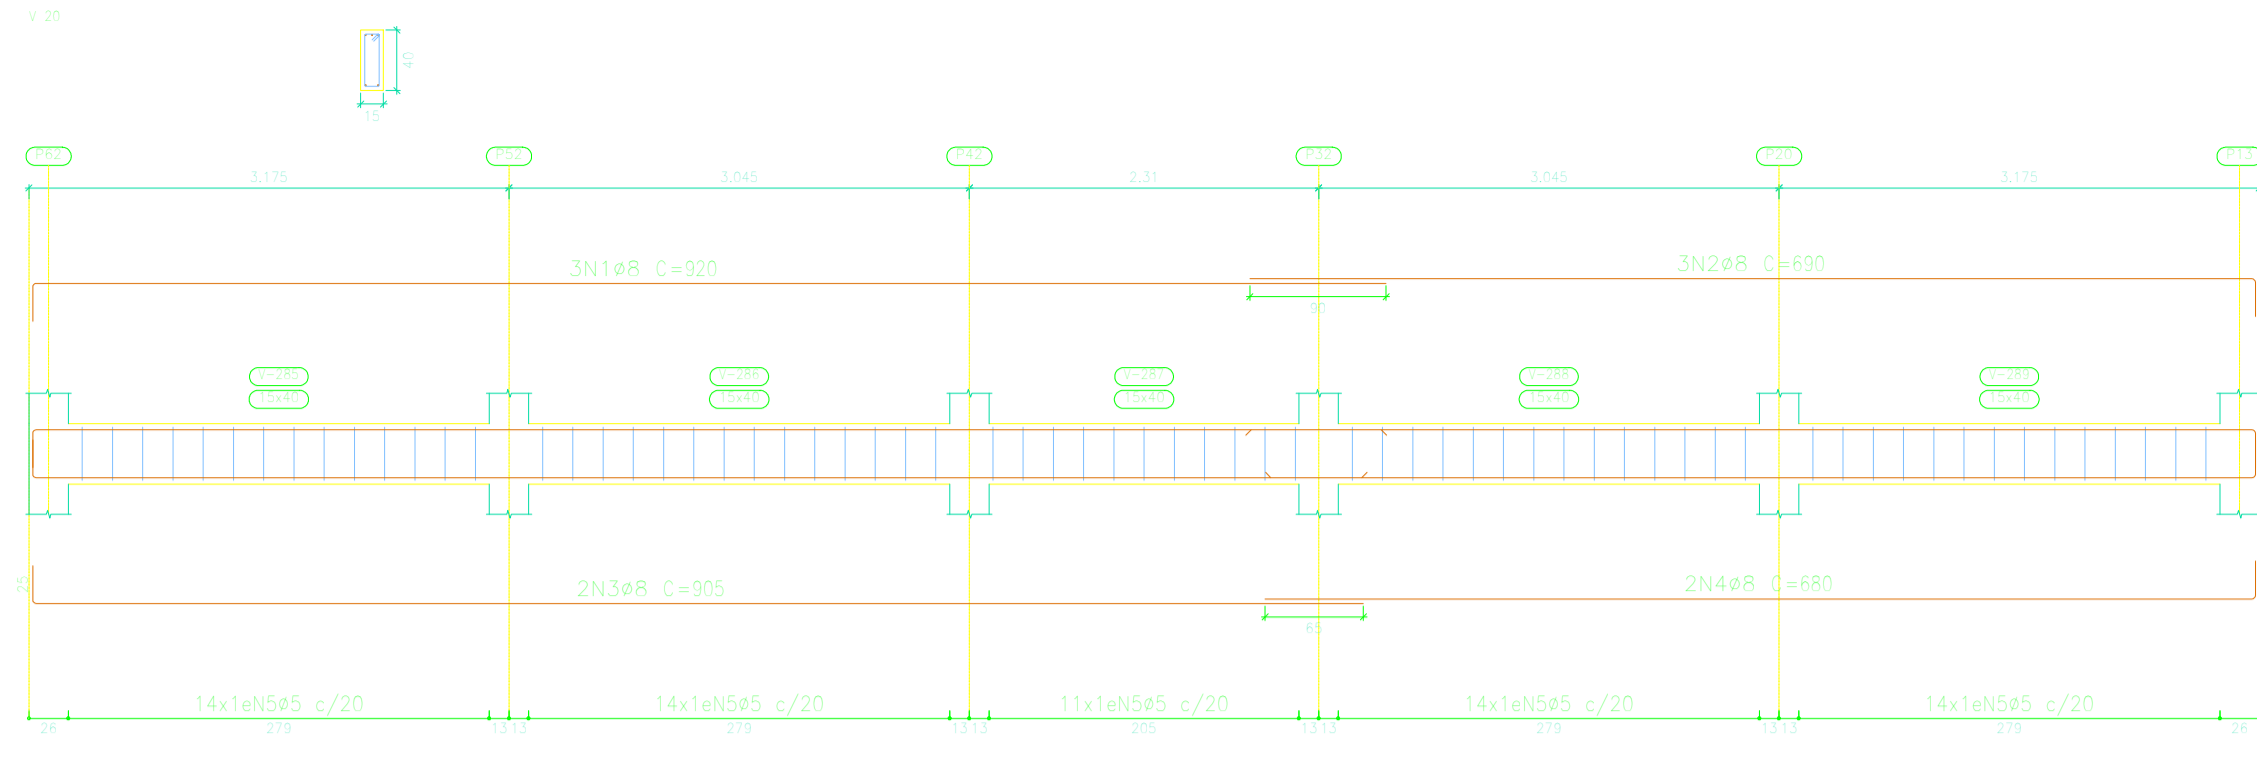 V 20
40
15
P62 P52 P42 P32 P20 P13
3.175 3.045 2.31 3.045 3.175
3N1ø8 C=920 3N2ø8 C=690
90
V-285 V-286 V-287 V-288 V-289
15x40 15x40 15x40 15x40 15x40
25
2N3ø8 C=905 2N4ø8 C=680
65
14x1eN5ø5 c/20 14x1eN5ø5 c/20 11x1eN5ø5 c/20 14x1eN5ø5 c/20 14x1eN5ø5 c/20
26 279 13 13 279 13 13 205 13 13 279 13 13 279 26